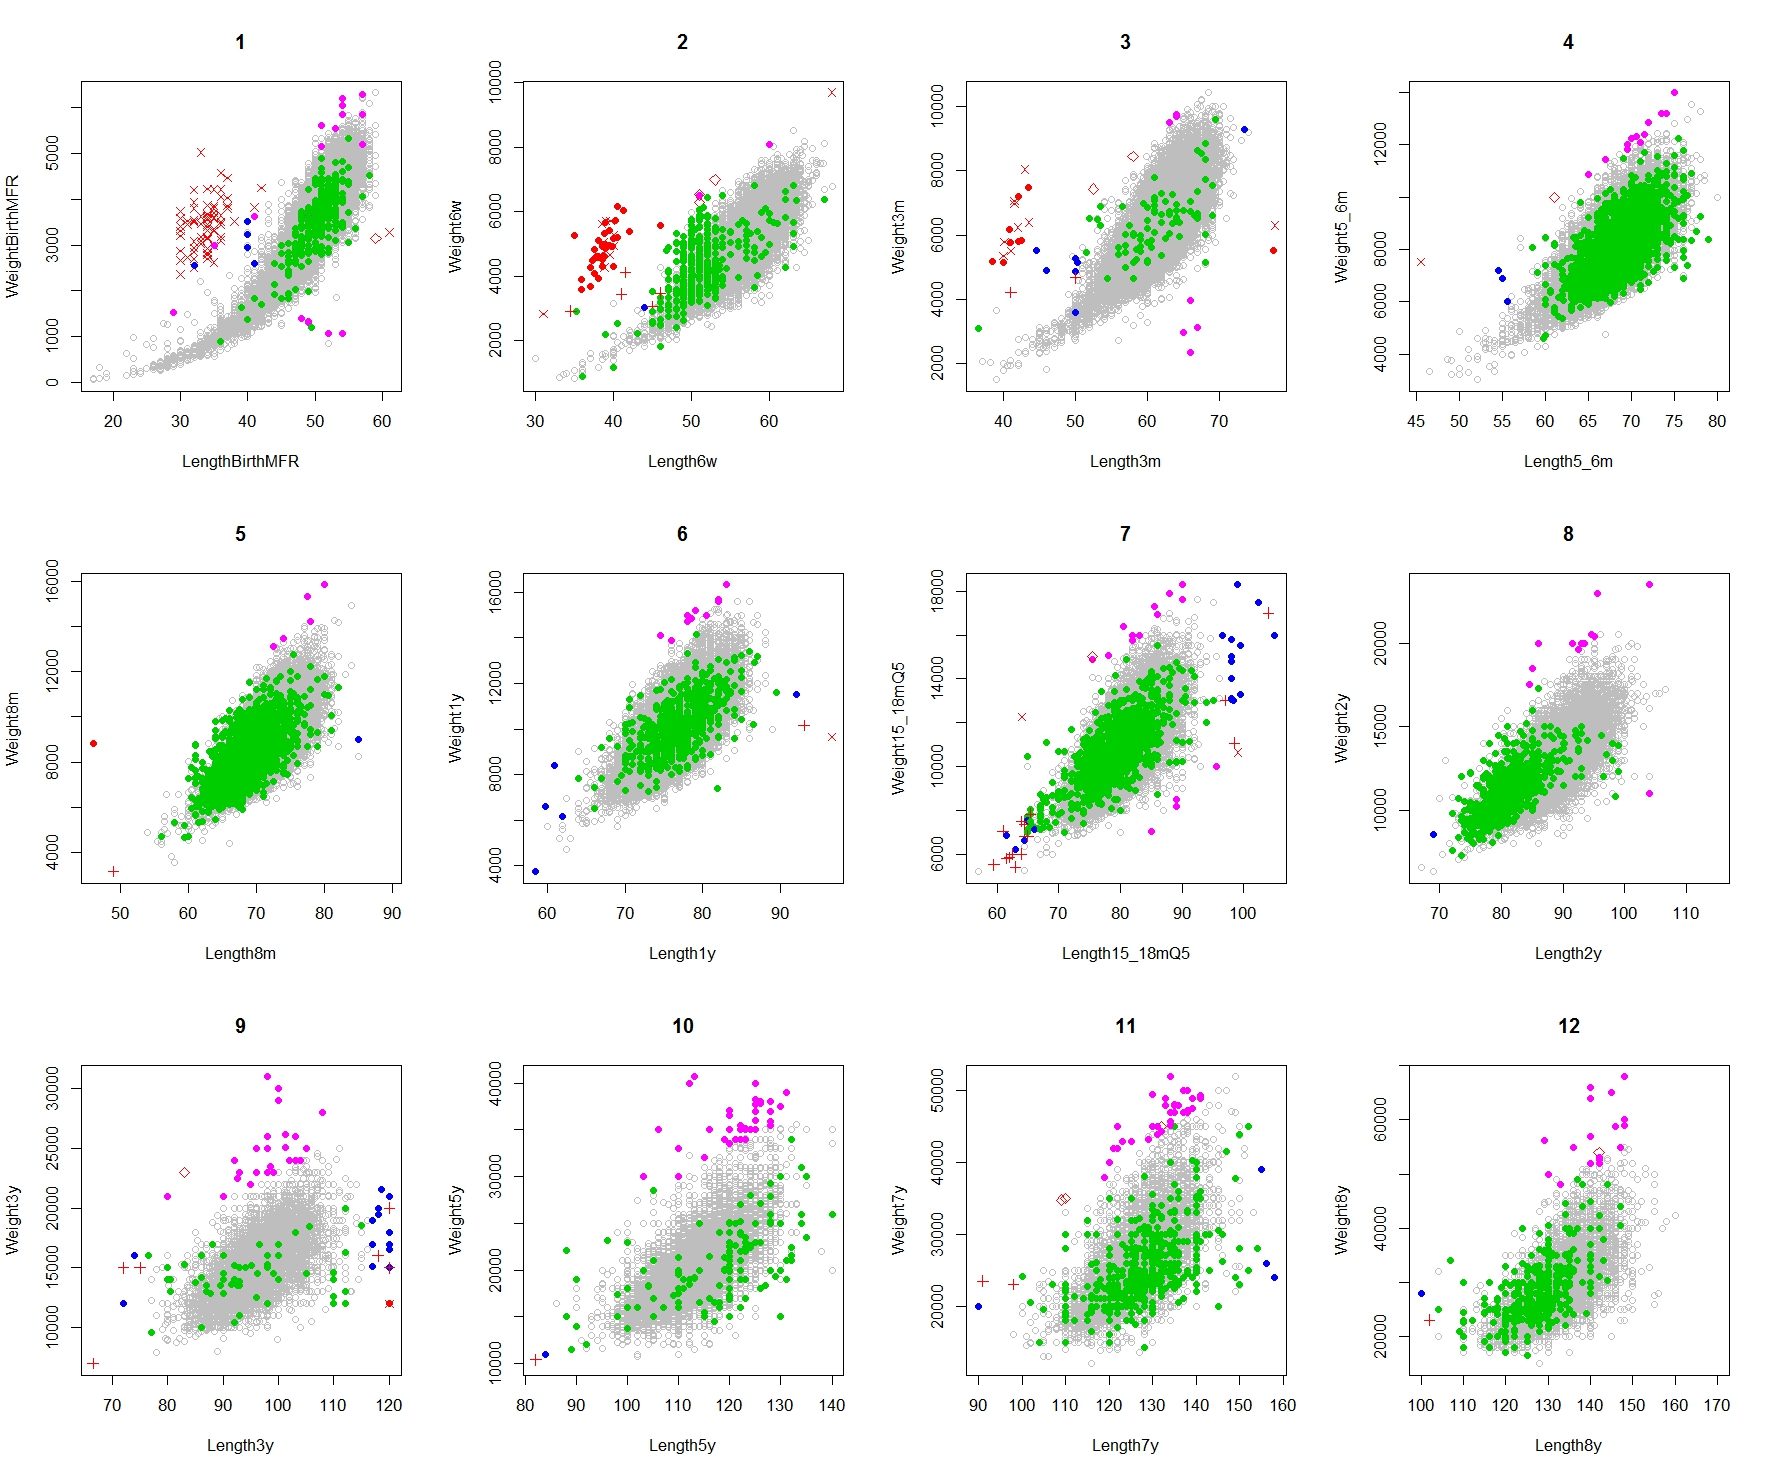 1
WeightBirthMFR
0 1000 3000 5000
20 30 40 50 60
LengthBirthMFR
2
Weight6w
2000 4000 6000 8000 10000
30 40 50 60
Length6w
3
Weight3m
2000 4000 6000 8000 10000
40 50 60 70
Length3m
4
Weight5_6m
4000 6000 8000 12000
45 50 55 60 65 70 75 80
Length5_6m
5
Weight8m
4000 8000 12000 16000
50 60 70 80 90
Length8m
6
Weight1y
4000 8000 12000 16000
60 70 80 90
Length1y
7
Weight15_18mQ5
6000 10000 14000 18000
60 70 80 90 100
Length15_18mQ5
8
Weight2y
10000 15000 20000
70 80 90 100 110
Length2y
9
Weight3y
10000 15000 20000 25000 30000
70 80 90 100 110 120
Length3y
10
Weight5y
10000 20000 30000 40000
80 90 100 110 120 130 140
Length5y
11
Weight7y
20000 30000 40000 50000
90 100 110 120 130 140 150 160
Length7y
12
Weight8y
20000 40000 60000
100 110 120 130 140 150 160 170
Length8y